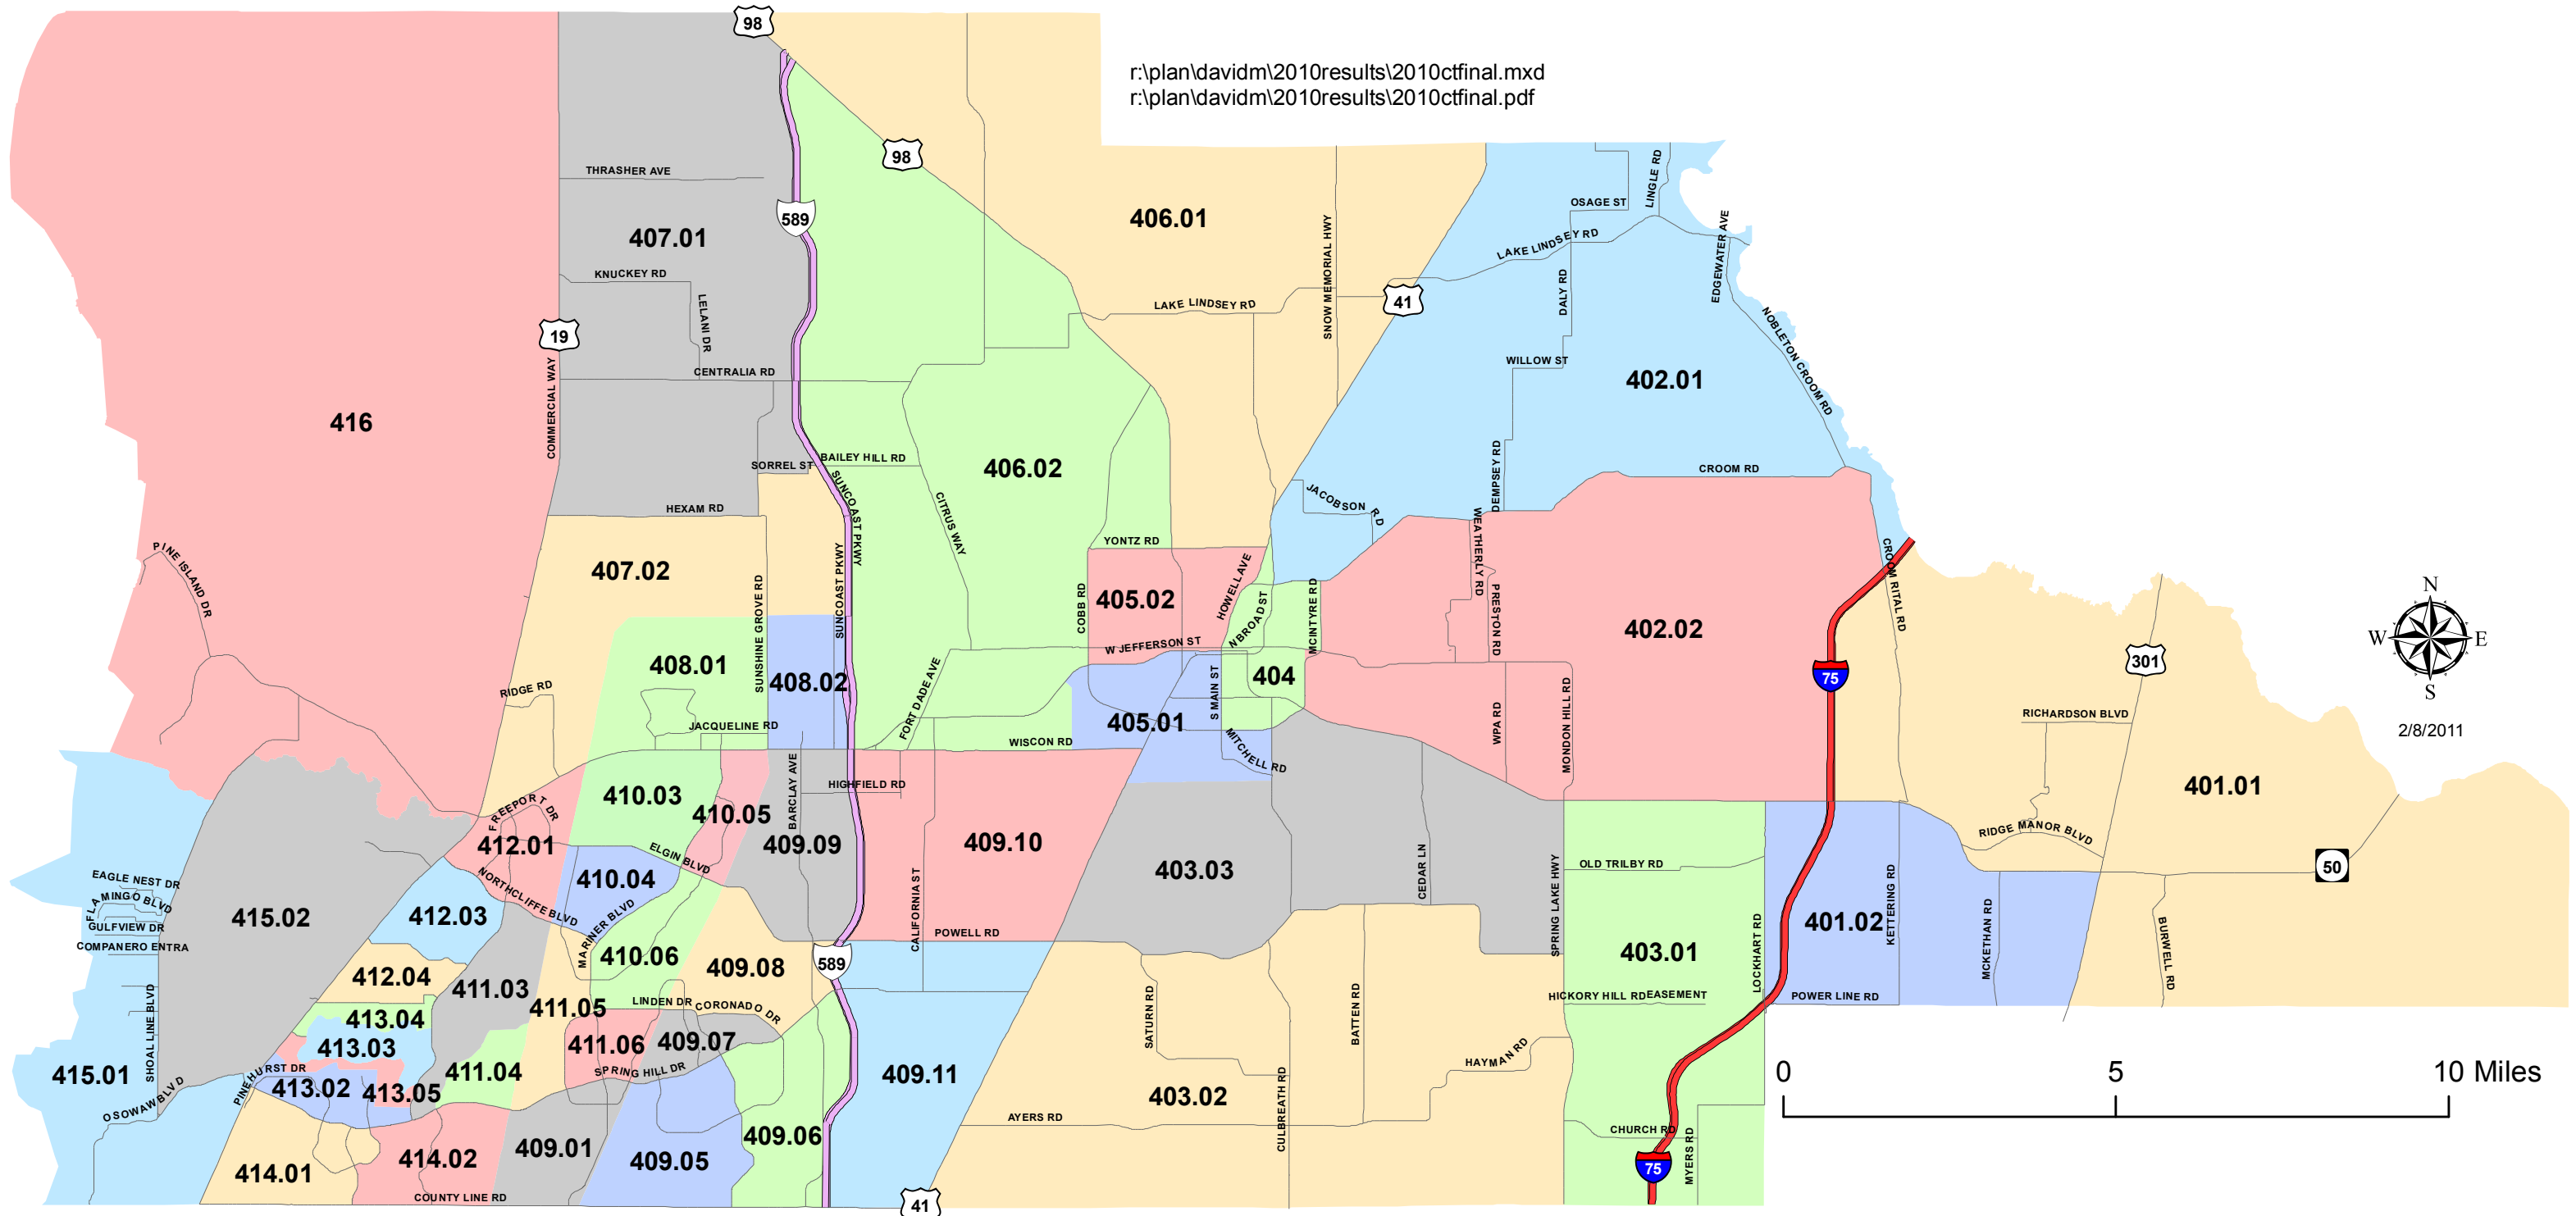 98
r:\plan\davidm\2010results\2010ctfinal.mxd
r:\plan\davidm\2010results\2010ctfinal.pdf
98
THRASHER AVE
LINGLE RD
OSAGE ST
589
406.01
407.01
SNOW MEMORIAL HWY
LAKE LINDSEY RD
EDGEWATER AVE
KNUCKEY RD
DALY RD
LELANI DR
LAKE LINDSEY RD
41
19
NOBLETON CROOM RD
WILLOW ST
CENTRALIA RD
402.01
COMMERCIAL WAY
416
BAILEY HILL RD
SORREL ST
406.02
CROOM RD
DEMPSEY RD
JACOBSON RD
SUNCOAST PKWY
CITRUS WAY
HEXAM RD
WEATHERLY RD
YONTZ RD
PINE ISLAND DR
407.02
SUNCOAST PKWY
CROOM RITAL RD
HOWELL AVE
COBB RD
405.02
N BROAD ST
MCINTYRE RD
PRESTON RD
402.02
N
W E
S
2/8/2011
SUNSHINE GROVE RD
W JEFFERSON ST
301
408.01
408.02
404
75
RIDGE RD
FORT DADE AVE
S MAIN ST
WPA RD
MONDON HILL RD
JACQUELINE RD
405.01
RICHARDSON BLVD
WISCON RD
MITCHELL RD
BARCLAY AVE
HIGHFIELD RD
410.03
401.01
FREEPORT DR
410.05
412.01
409.09
409.10
RIDGE MANOR BLVD
ELGIN BLVD
403.03
CEDAR LN
OLD TRILBY RD
50
EAGLE NEST DR
410.04
NORTHCLIFFE BLVD
FLAMINGO BLVD
415.02
412.03
GULFVIEW DR
MARINER BLVD
CALIFORNIA ST
SPRING LAKE HWY
401.02
KETTERING RD
COMPANERO ENTRA
POWELL RD
MCKETHAN RD
BURWELL RD
410.06
409.08
589
403.01
LOCKHART RD
412.04
411.03
HICKORY HILL RD
EASEMENT
POWER LINE RD
411.05
LINDEN DR
CORONADO DR
413.04
SHOAL LINE BLVD
SATURN RD
BATTEN RD
413.03
411.06
409.07
HAYMAN RD
415.01
PINEHURST DR
411.04
SPRING HILL DR
409.11
0 5 10 Miles
OSOWAW BLVD
413.02
413.05
403.02
CULBREATH RD
AYERS RD
409.06
CHURCH RD
MYERS RD
409.01
414.02
409.05
414.01
75
COUNTY LINE RD
41